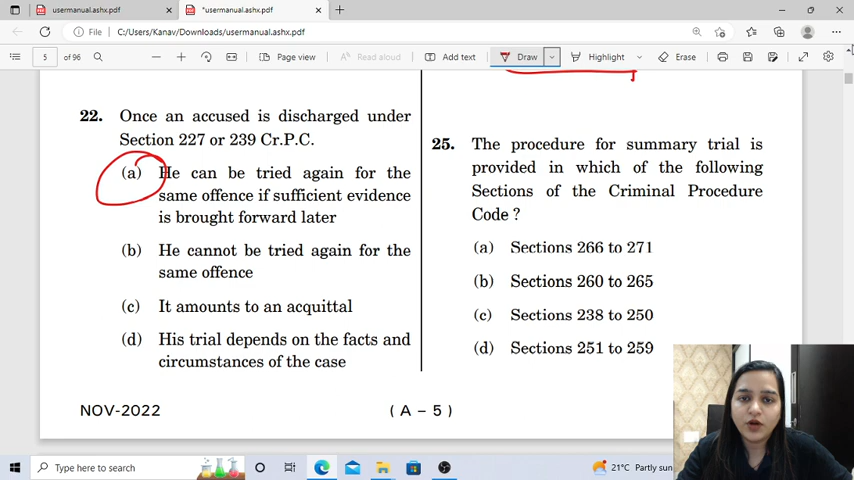 usermanual.ashx.pdf
*usermanual.ashx.pdf
File
C:/Users/Kanav/Downloads/usermanual.ashx.pdf
5 of 96
Page view
Read aloud
Add text
Draw
Highlight
Erase
22. Once an accused is discharged under
Section 227 or 239 Cr.P.C.
(a) He can be tried again for the
same offence if sufficient evidence
is brought forward later
(b) He cannot be tried again for the
same offence
(c) It amounts to an acquittal
(d) His trial depends on the facts and
circumstances of the case
25. The procedure for summary trial is
provided in which of the following
Sections of the Criminal Procedure
Code ?
(a) Sections 266 to 271
(b) Sections 260 to 265
(c) Sections 238 to 250
(d) Sections 251 to 259
NOV-2022
( A – 5 )
Type here to search
21°C Partly sun